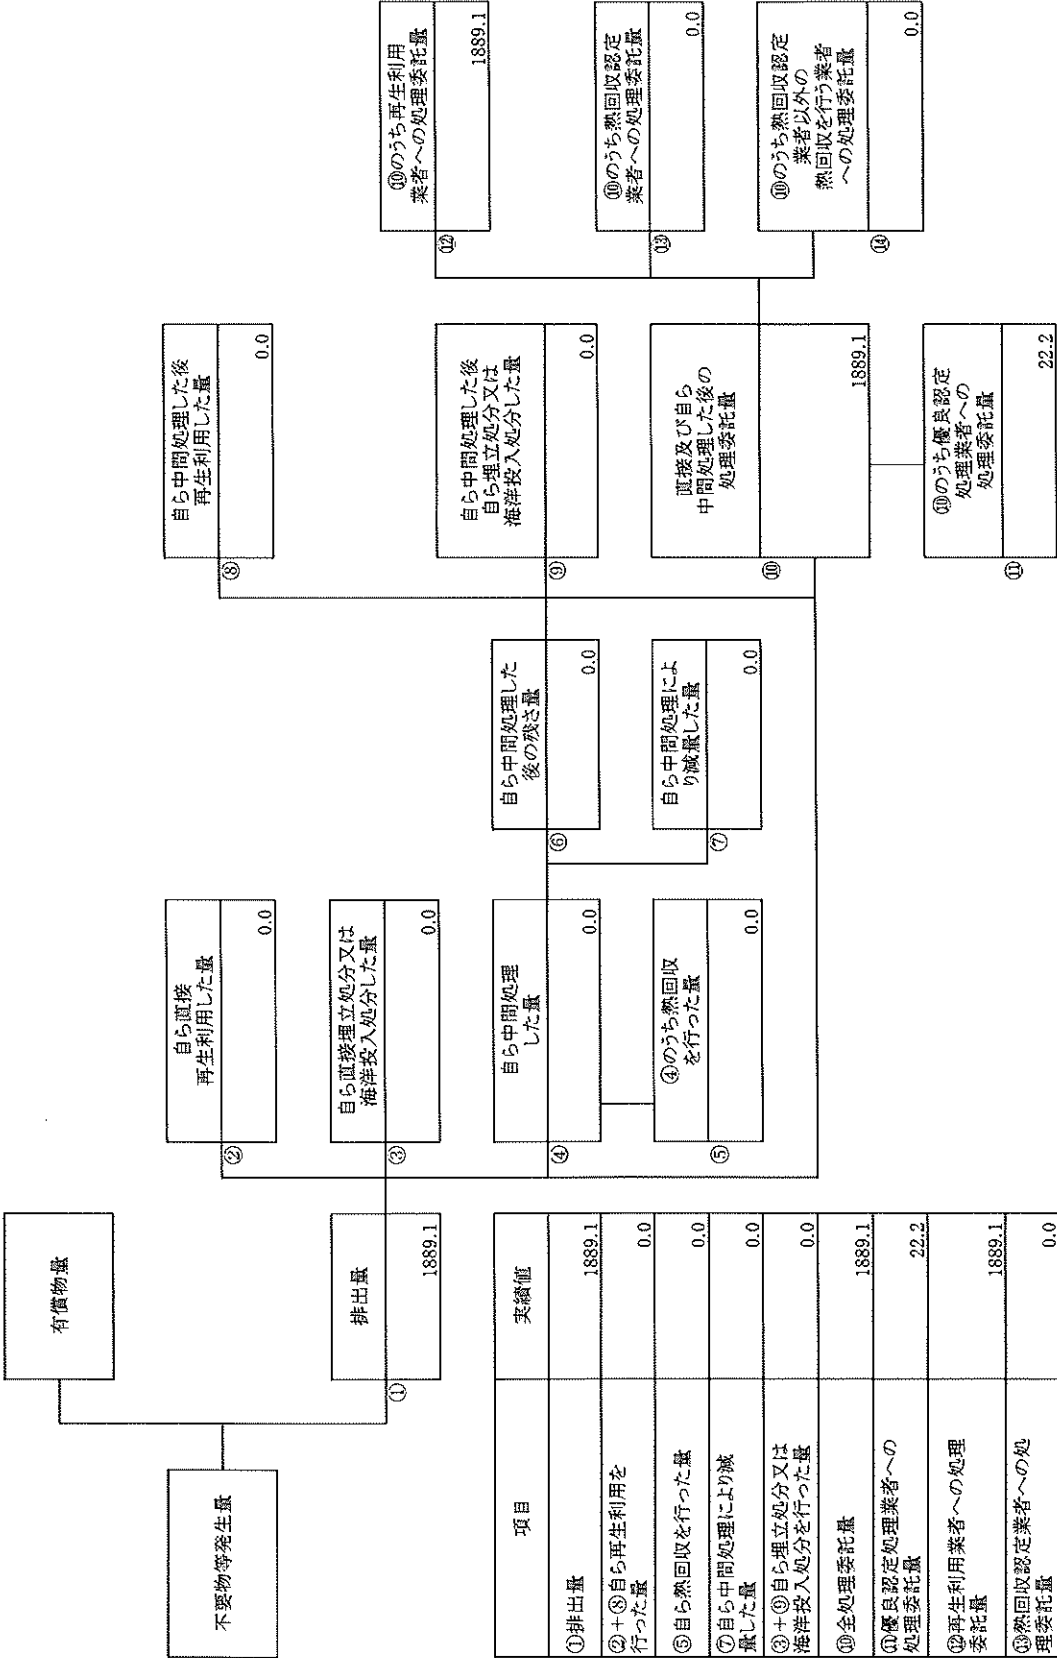 不要物等発生量
有償物量
排出量
①
1889.1
自ら直接
再生利用した量
②
0.0
自ら直接埋立処分又は
海洋投入処分した量
③
0.0
自ら中間処理
した量
④
0.0
④のうち熱回収
を行った量
⑤
0.0
自ら中間処理した
後の残さ量
⑥
0.0
自ら中間処理によ
り減量した量
⑦
0.0
自ら中間処理した後
再生利用した量
⑧
0.0
自ら中間処理した後
自ら埋立処分又は
海洋投入処分した量
⑨
0.0
直接及び自ら
中間処理した後の
処理委託量
⑩
1889.1
⑩のうち優良認定
処理業者への
処理委託量
⑪
22.2
⑩のうち再生利用
業者への処理委託量
⑫
1889.1
⑩のうち熱回収認定
業者への処理委託量
⑬
0.0
⑩のうち熱回収認定
業者以外の
熱回収を行う業者
への処理委託量
⑭
0.0
項目 実績値
①排出量 1889.1
②+⑧自ら再生利用を
行った量 0.0
⑤自ら熱回収を行った量 0.0
⑦自ら中間処理により減
量した量 0.0
③+⑨自ら埋立処分又は
海洋投入処分を行った量 0.0
⑩全処理委託量 1889.1
⑪優良認定処理業者への
処理委託量 22.2
⑫再生利用業者への処理
委託量 1889.1
⑬熱回収認定業者への処
理委託量 0.0